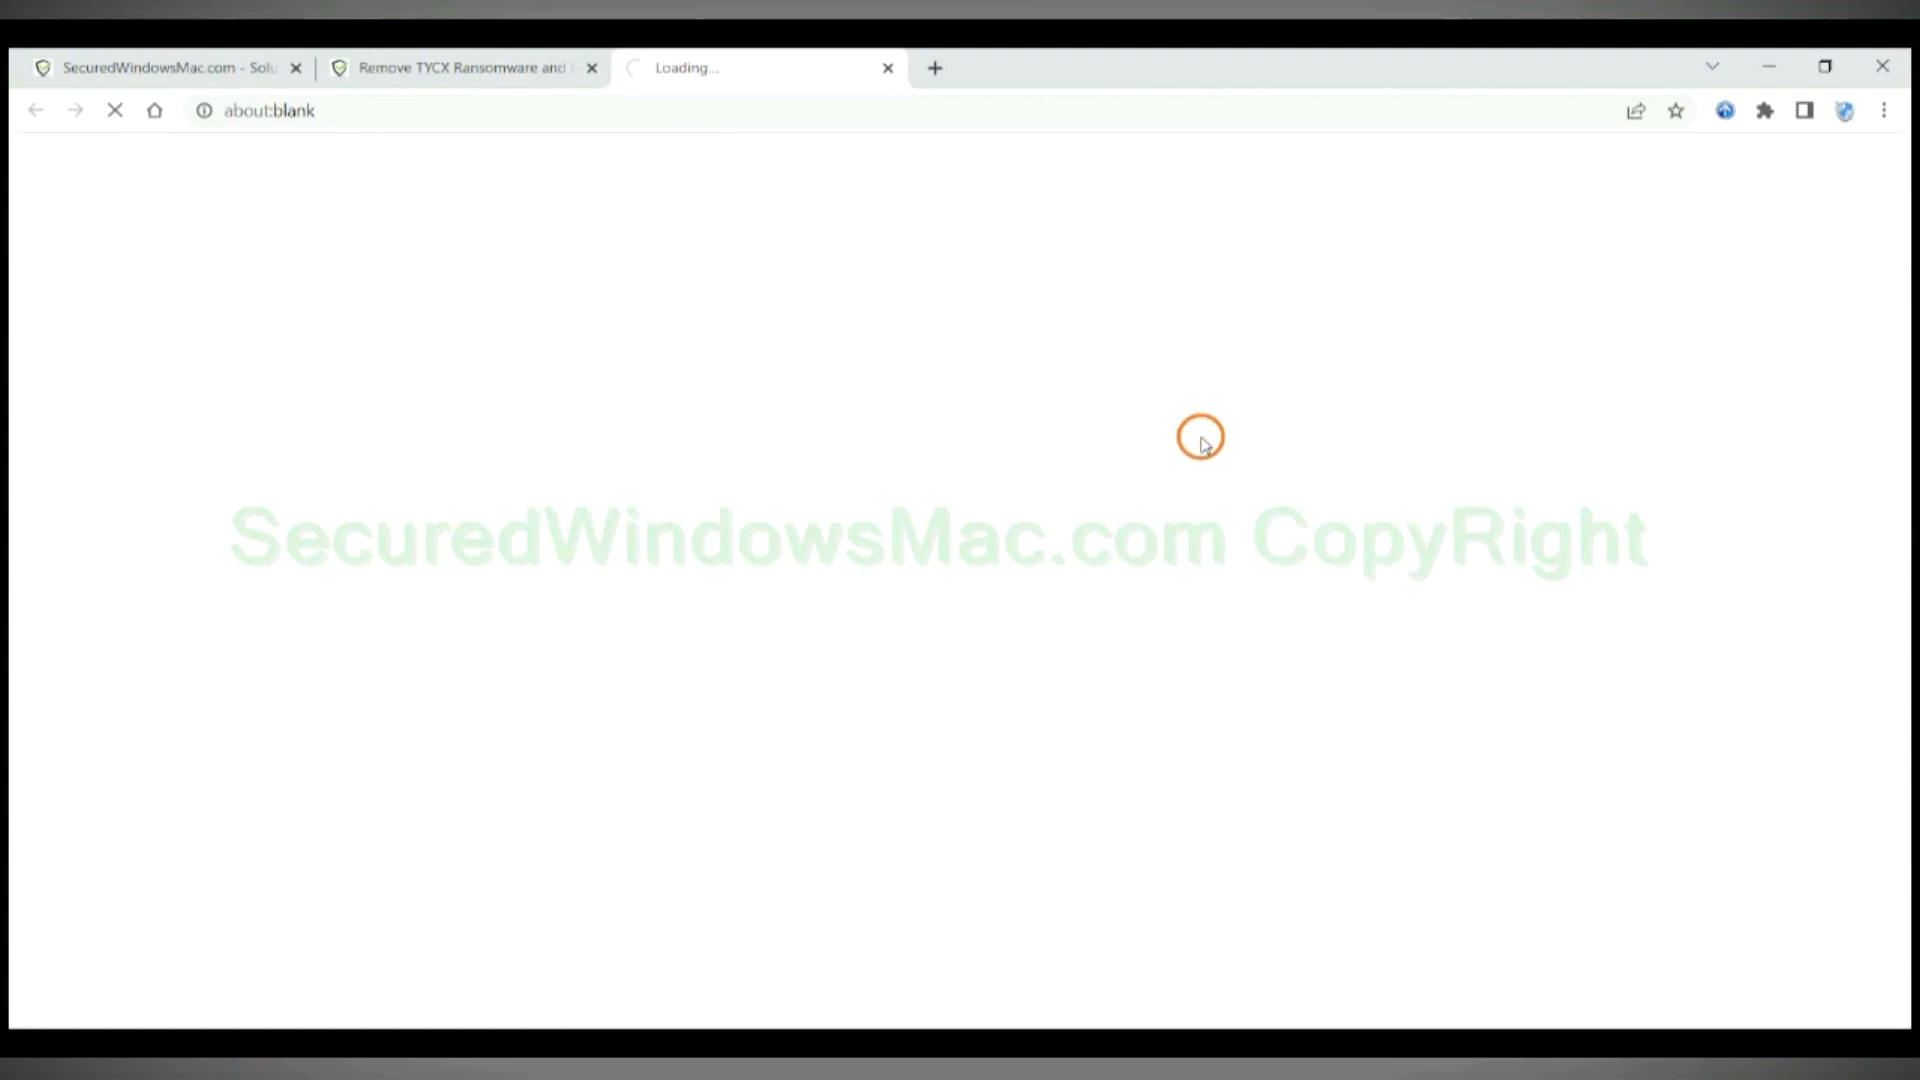 SecuredWindowsMac.com - Solu
Remove TYCX Ransomware and
Loading...
about:blank
SecuredWindowsMac.com CopyRight